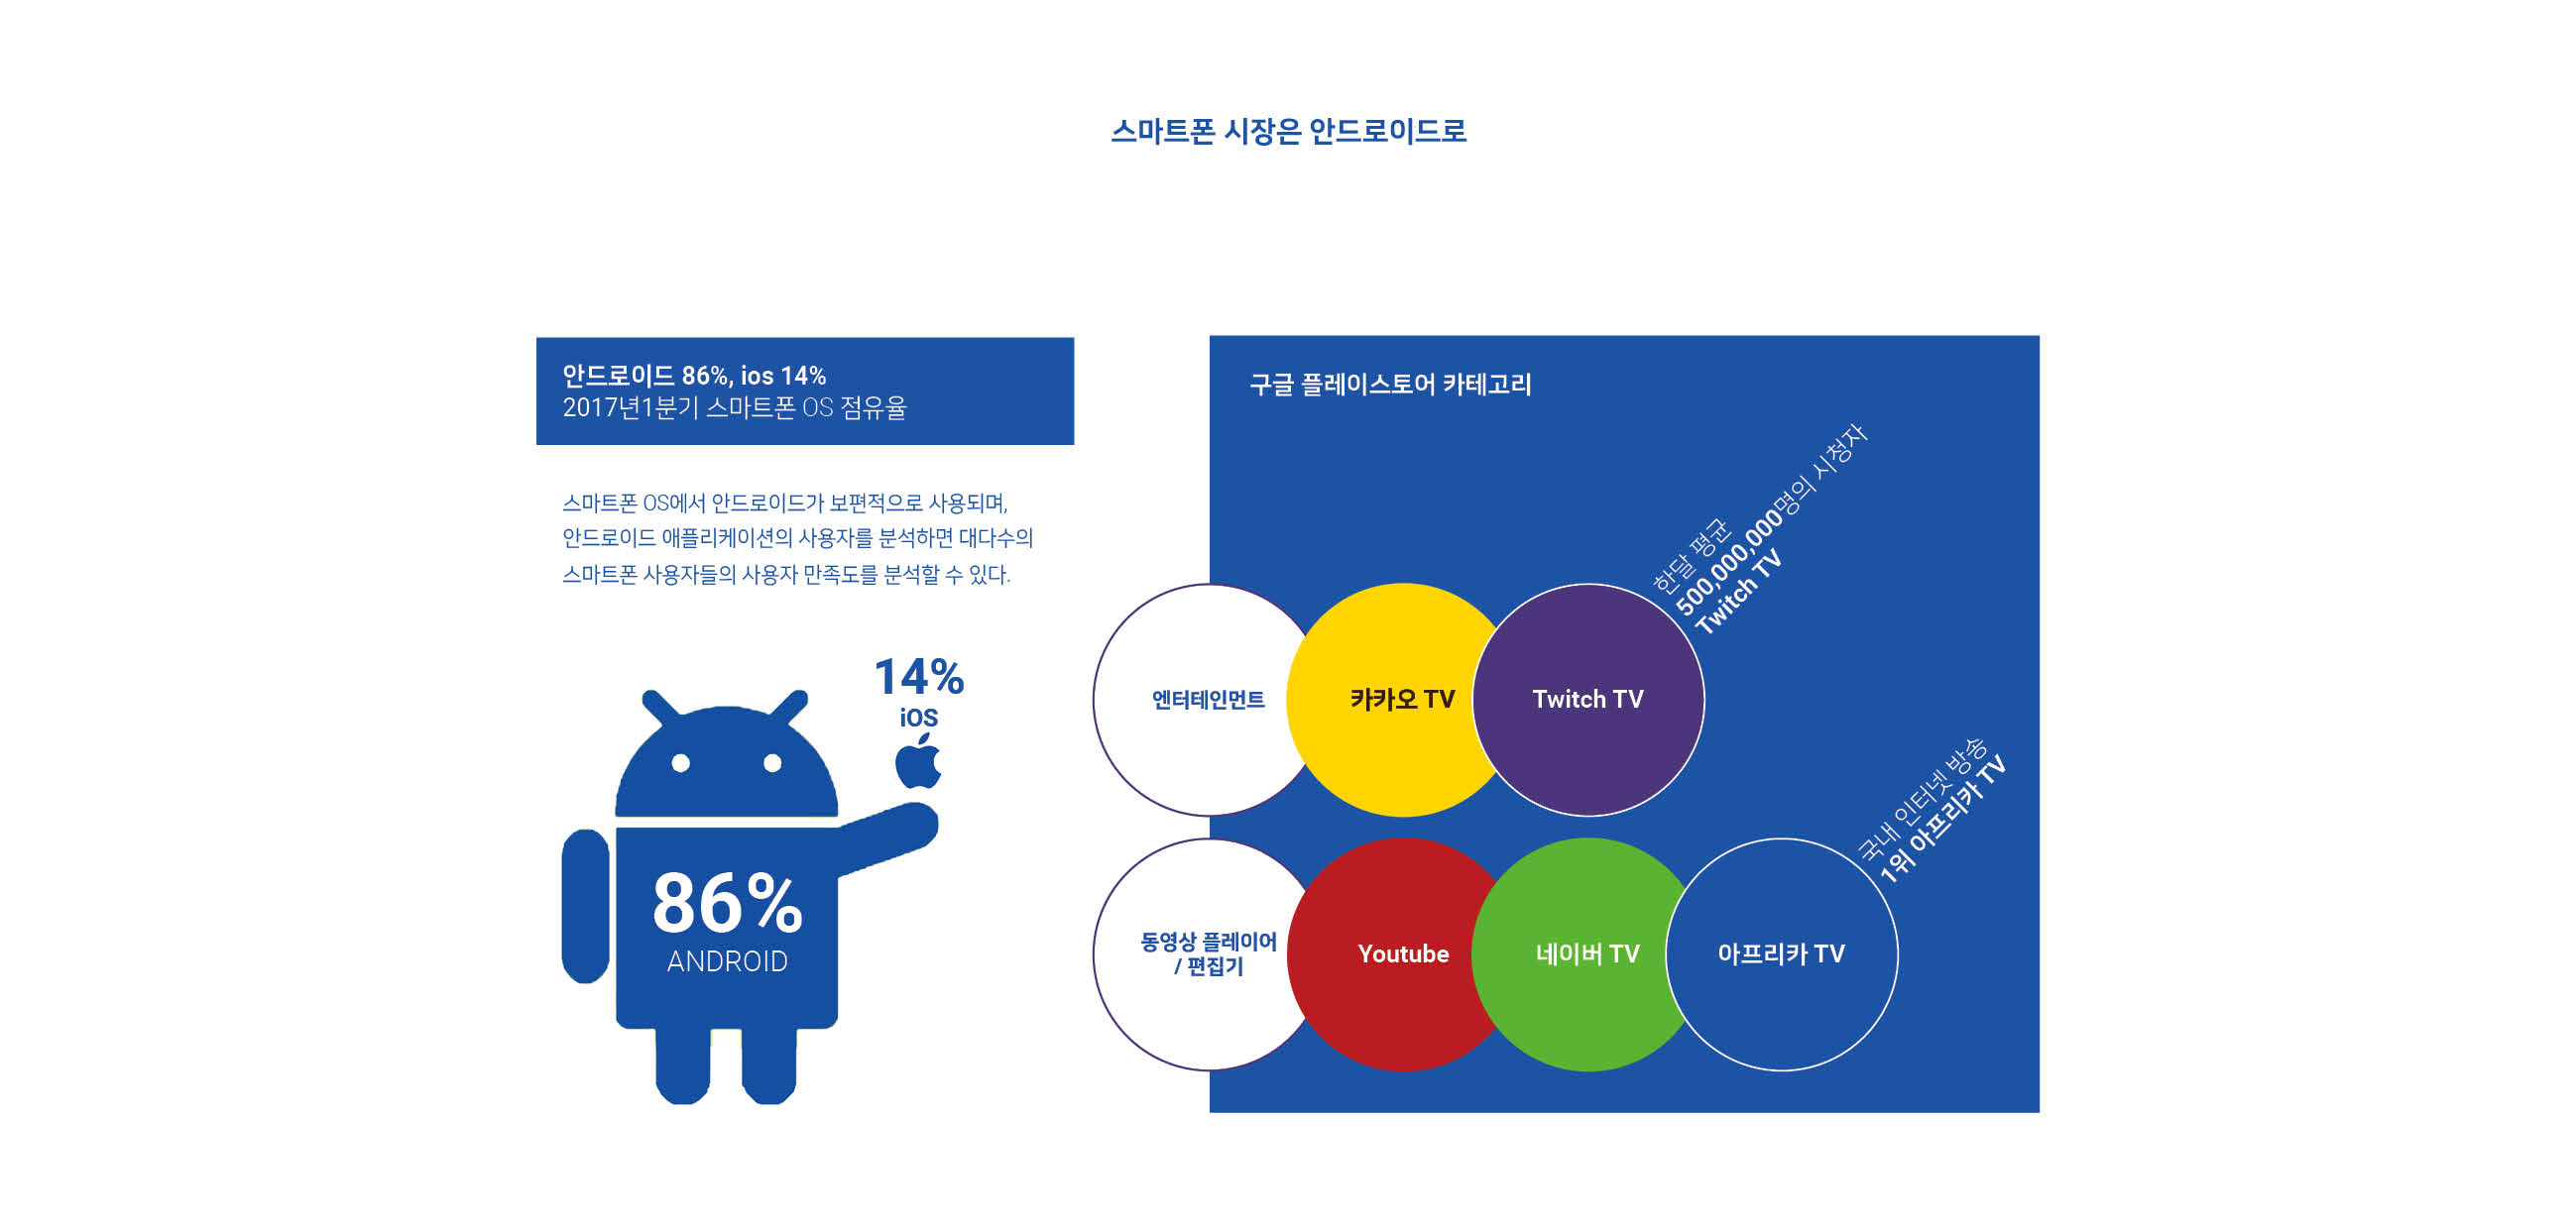 스마트폰 시장은 안드로이드로
안드로이드 86%, ios 14%
2017년1분기 스마트폰 OS 점유율
스마트폰 OS에서 안드로이드가 보편적으로 사용되며,
안드로이드 애플리케이션의 사용자를 분석하면 대다수의
스마트폰 사용자들의 사용자 만족도를 분석할 수 있다.
14%
iOS
86%
ANDROID
구글 플레이스토어 카테고리
한달 평균
500,000,000명의 시청자
Twitch TV
엔터테인먼트
카카오 TV
Twitch TV
국내 인터넷 방송
1위 아프리카 TV
동영상 플레이어
/ 편집기
Youtube
네이버 TV
아프리카 TV